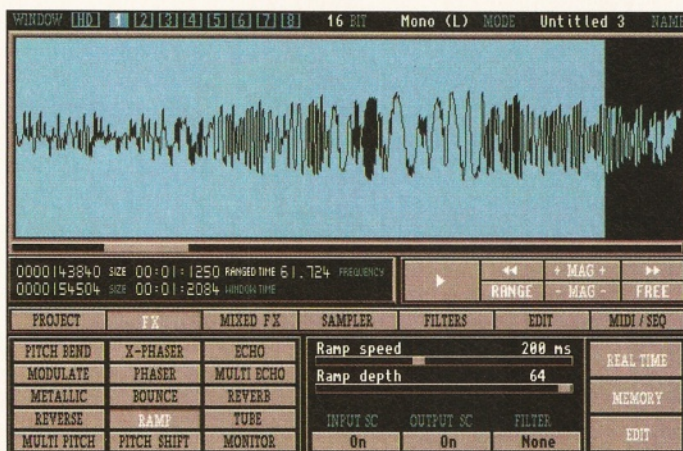 WINDOW HD 1 2 3 4 5 6 7 8 16 BIT Mono (L) MODE Untitled 3 NAME
0000143840 SIZE 00:01:1250 RANGED TIME 61.724 FREQUENCY
0000154504 SIZE 00:01:2084 WINDOW TIME
+ MAG +
RANGE - MAG - FREE
PROJECT FX MIXED FX SAMPLER FILTERS EDIT MIDI / SEQ
PITCH BEND X-PHASER ECHO
MODULATE PHASER MULTI ECHO
METALLIC BOUNCE REVERB
REVERSE RAMP TUBE
MULTI PITCH PITCH SHIFT MONITOR
Ramp speed 200 ms
Ramp depth 64
INPUT SC OUTPUT SC FILTER
On On None
REAL TIME
MEMORY
EDIT